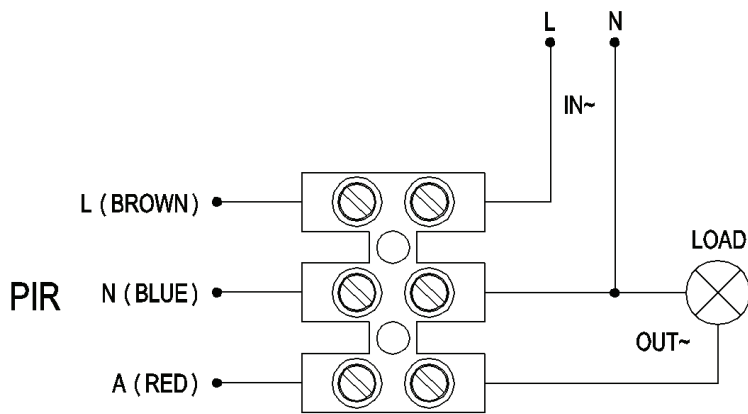 L N
IN~
L (BROWN)
LOAD
PIR N (BLUE)
OUT~
A (RED)